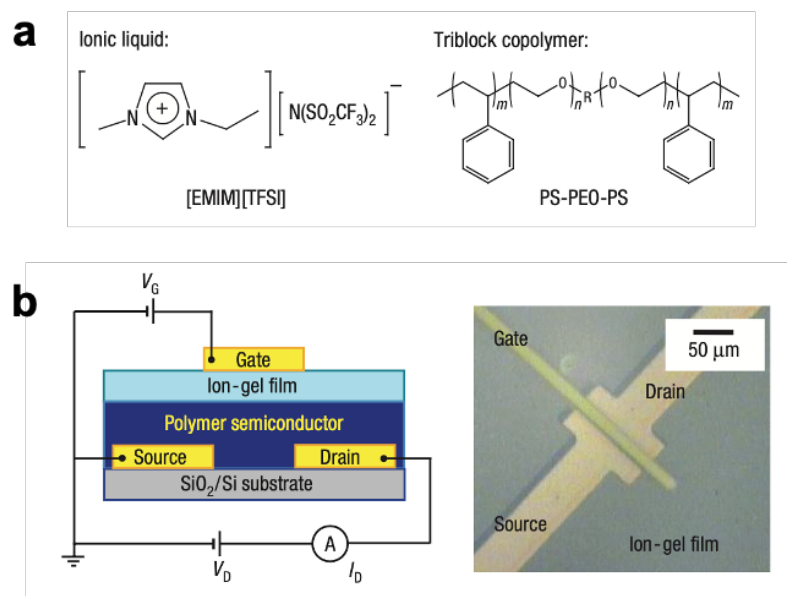 a
Ionic liquid:
Triblock copolymer:
N
+
N
[N(SO2CF3)2]−
[EMIM][TFSI]
m
O
n
R
O
n
m
PS-PEO-PS
b
VG
Gate
Ion-gel film
Polymer semiconductor
Source
Drain
SiO2/Si substrate
A
VD
ID
Gate
50 μm
Drain
Source
Ion-gel film